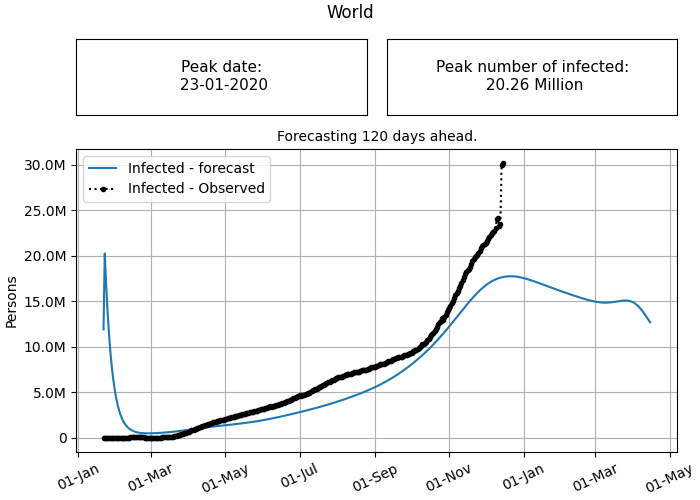 World
Peak date:
23-01-2020
Peak number of infected:
20.26 Million
Forecasting 120 days ahead.
Infected - forecast
Infected - Observed
30.0M
25.0M
20.0M
15.0M
10.0M
5.0M
0
Persons
01-Jan
01-Mar
01-May
01-Jul
01-Sep
01-Nov
01-Jan
01-Mar
01-May